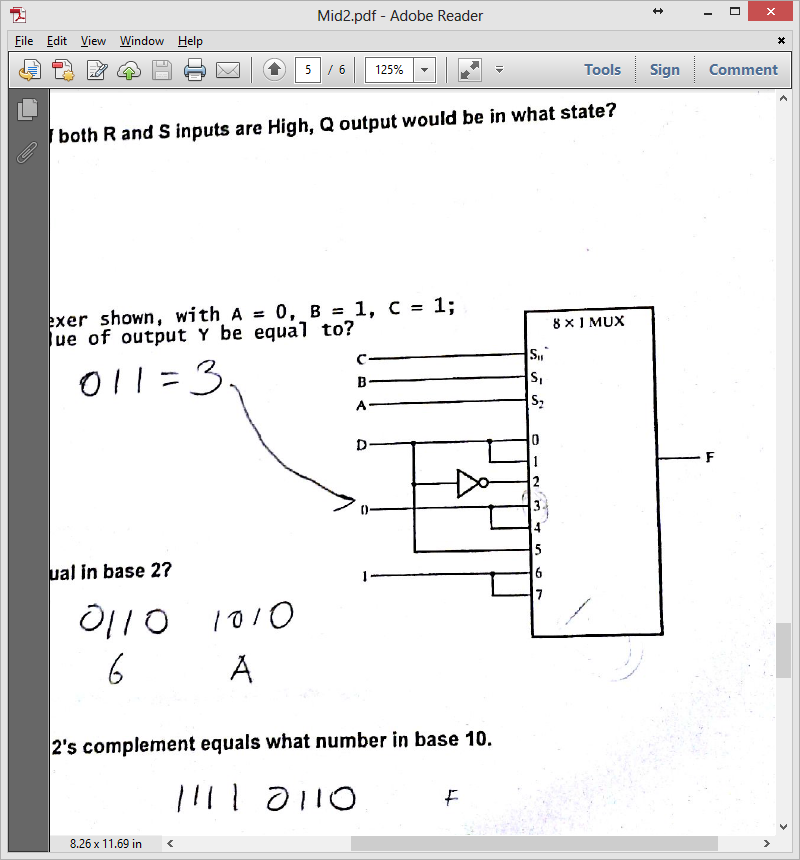 Mid2.pdf - Adobe Reader
File Edit View Window Help
5 / 6 125% Tools Sign Comment
both R and S inputs are High, Q output would be in what state?
exer shown, with A = 0, B = 1, C = 1;
ue of output Y be equal to?
011 = 3
8 × 1 MUX
C S₀
B S₁
A S₂
D 0
1
2
0 3
4
5
1 6
7
F
ual in base 2?
0110 1010
6 A
2's complement equals what number in base 10.
1111 0110 F
8.26 x 11.69 in